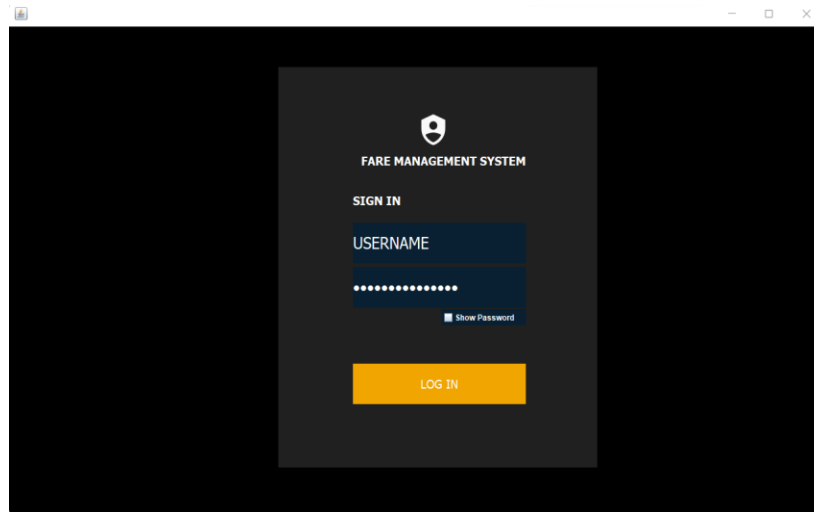 FARE MANAGEMENT SYSTEM
SIGN IN
USERNAME
•••••••••••••••
Show Password
LOG IN